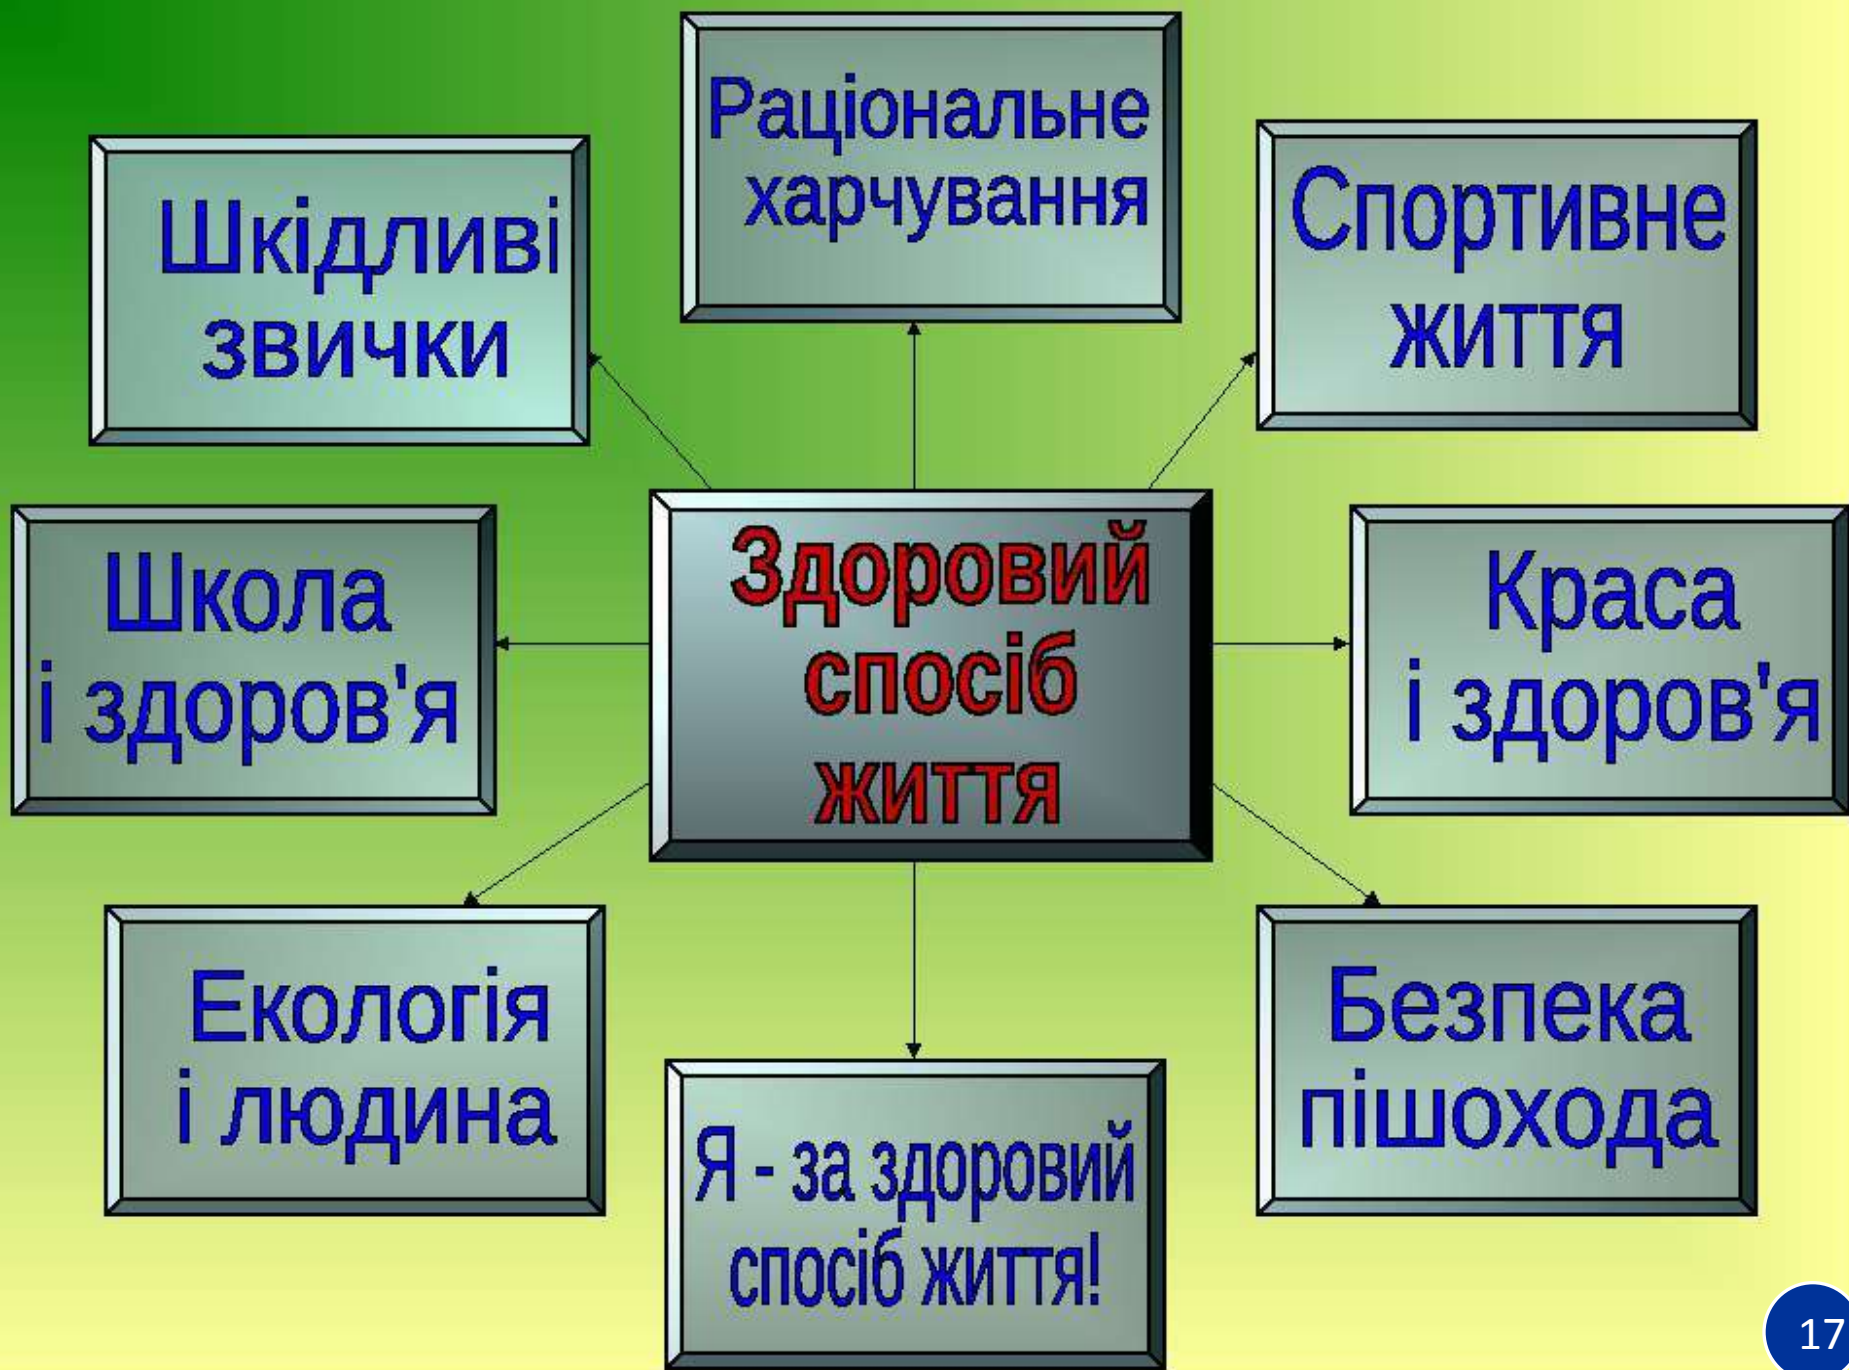 Раціональне
харчування
Шкідливі
звички
Спортивне
життя
Школа
і здоров'я
Здоровий
спосіб
життя
Краса
і здоров'я
Екологія
і людина
Безпека
пішохода
Я - за здоровий
спосіб життя!
17